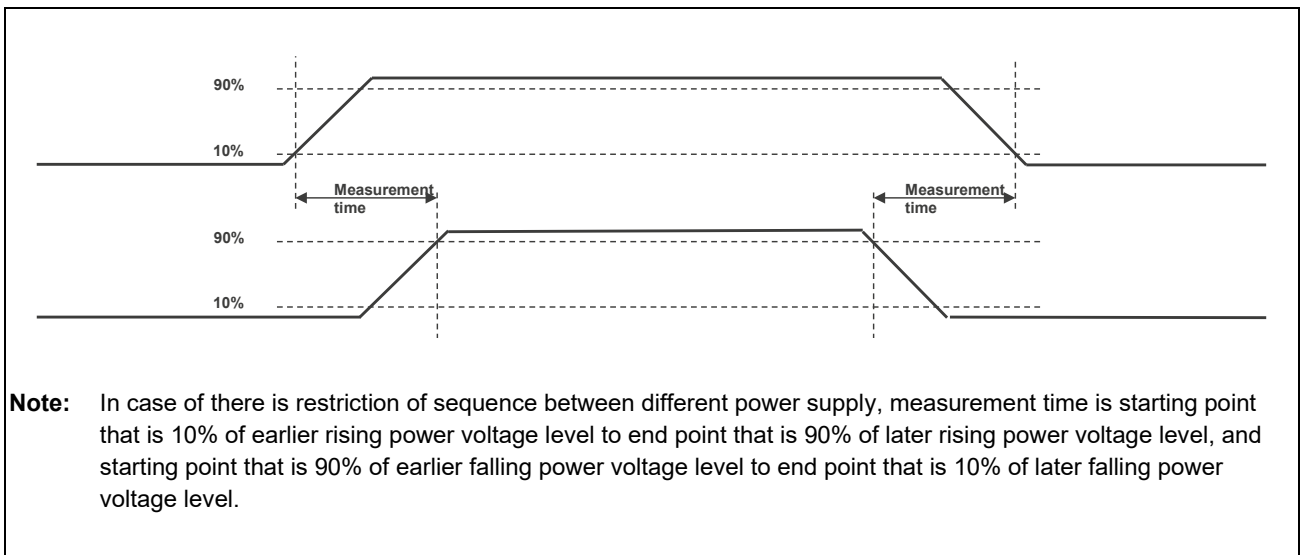 90%
10%
Measurement
time
Measurement
time
90%
10%
Note: In case of there is restriction of sequence between different power supply, measurement time is starting point
that is 10% of earlier rising power voltage level to end point that is 90% of later rising power voltage level, and
starting point that is 90% of earlier falling power voltage level to end point that is 10% of later falling power
voltage level.